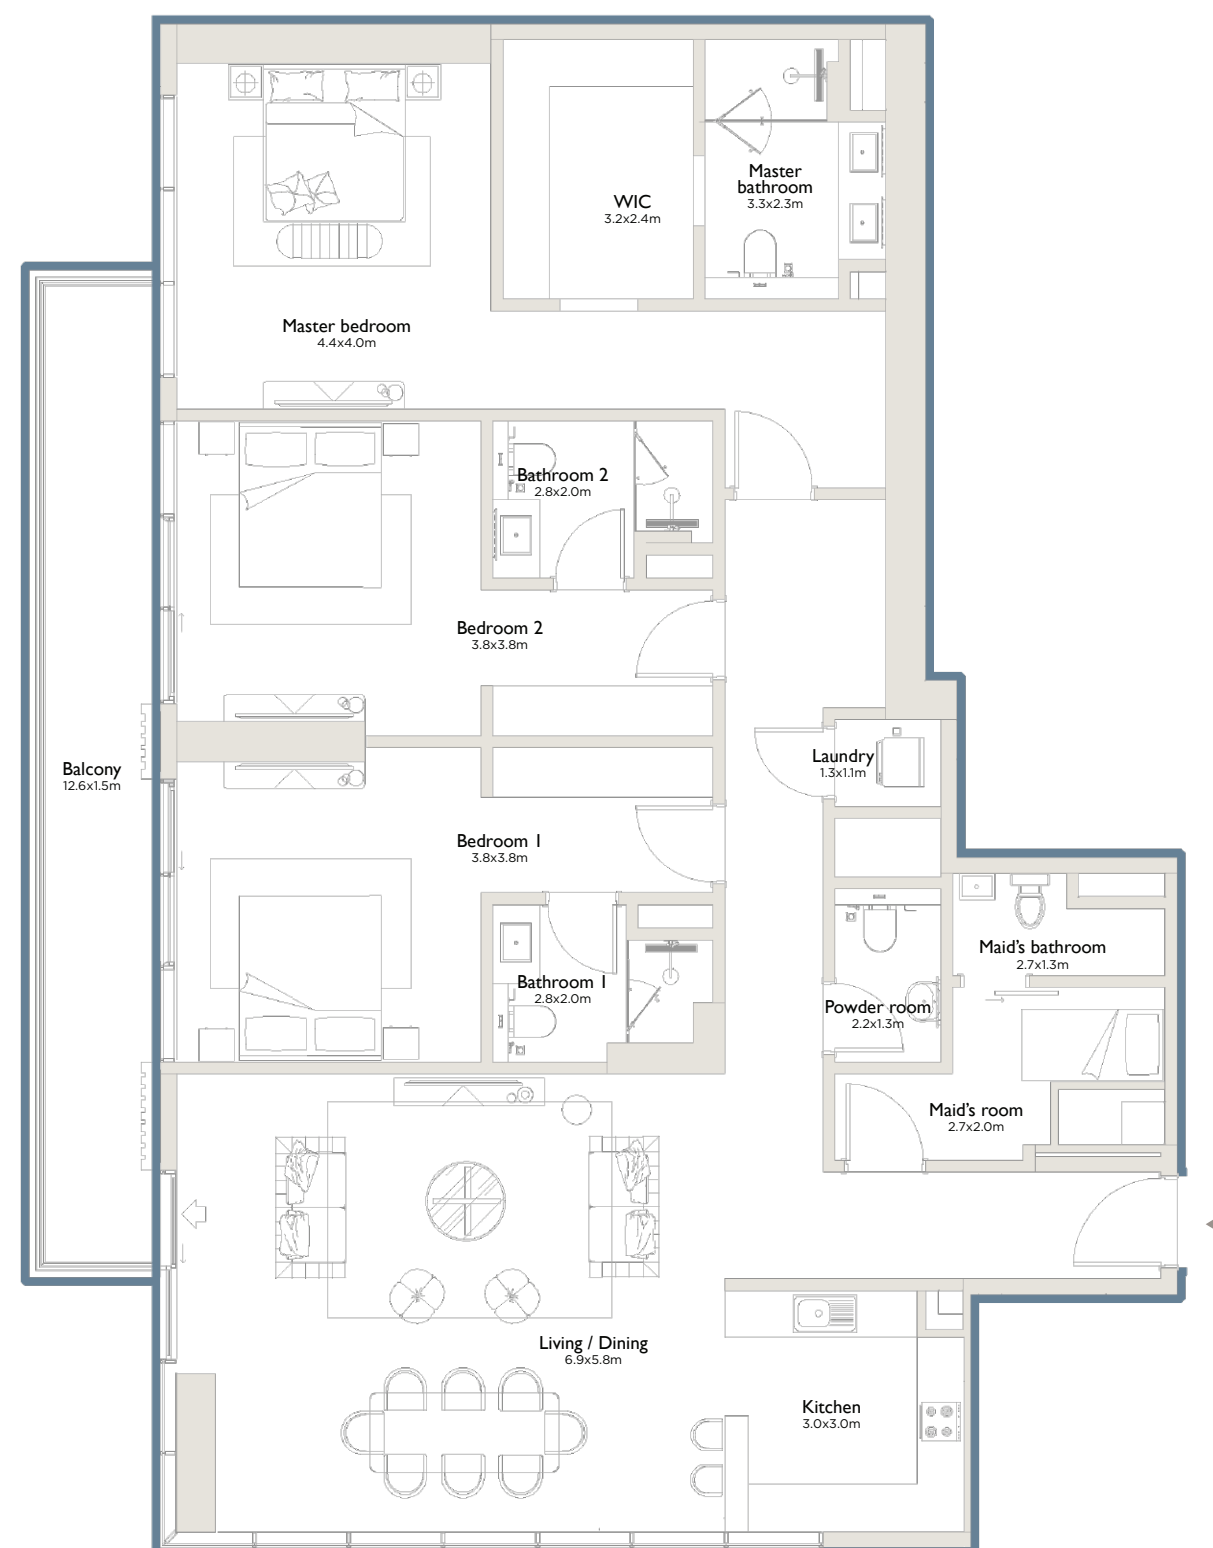 Master
bathroom
3.3x2.3m
WIC
3.2x2.4m
Master bedroom
4.4x4.0m
Bathroom 2
2.8x2.0m
Bedroom 2
3.8x3.8m
Laundry
1.3x1.1m
Balcony
12.6x1.5m
Bedroom 1
3.8x3.8m
Maid's bathroom
2.7x1.3m
Bathroom 1
2.8x2.0m
Powder room
2.2x1.3m
Maid's room
2.7x2.0m
Living / Dining
6.9x5.8m
Kitchen
3.0x3.0m